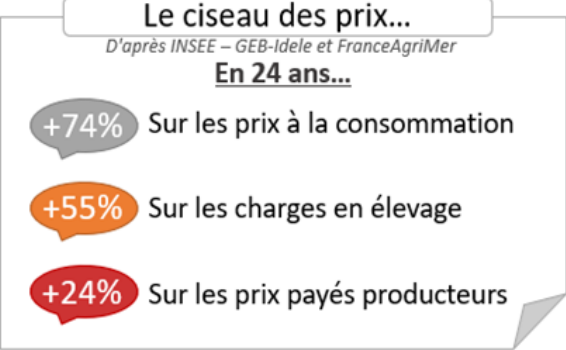 Le ciseau des prix...
D'après INSEE – GEB-Idele et FranceAgriMer
En 24 ans...
+74% Sur les prix à la consommation
+55% Sur les charges en élevage
+24% Sur les prix payés producteurs